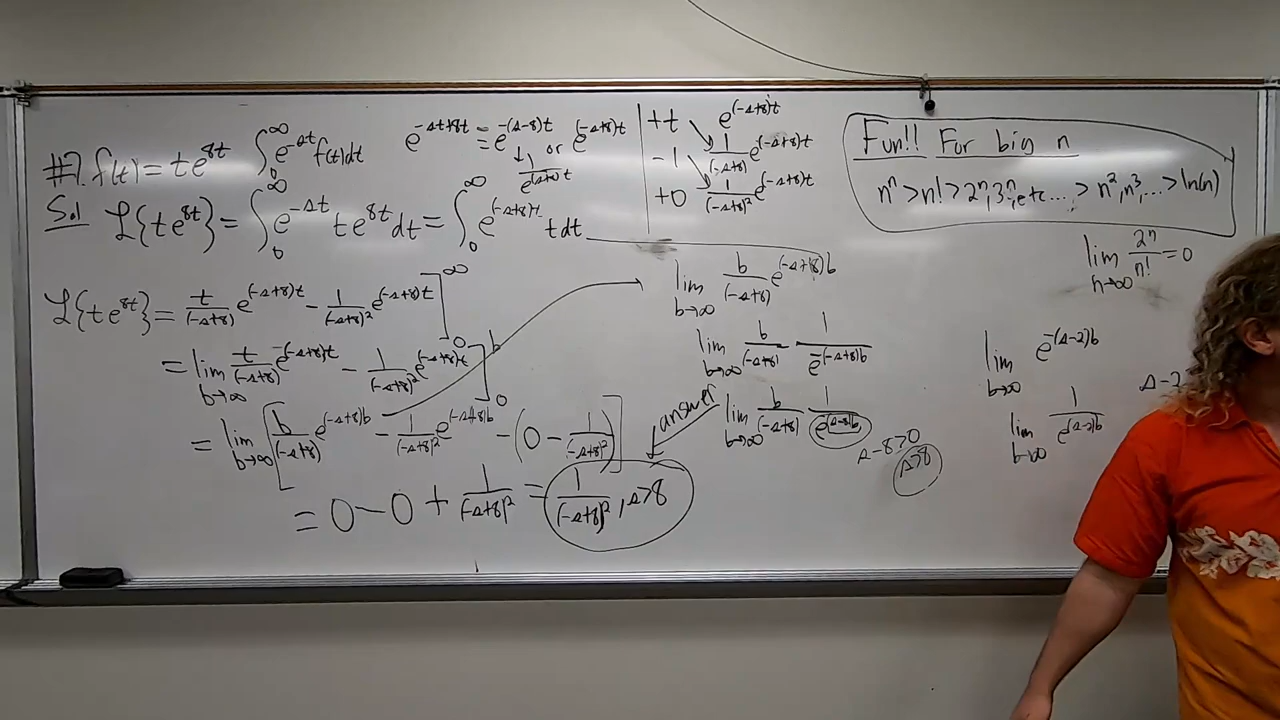 #7. f(t) = te^{8t} ∫_0^∞ e^{-st} f(t)dt e^{-st+8t} = e^{-(s-8)t} or e^{(-s+8)t}
Sol ℒ{te^{8t}} = ∫_0^∞ e^{-st} te^{8t} dt = ∫_0^∞ e^{(-s+8)t} t dt
ℒ{te^{8t}} = t/(-s+8) e^{(-s+8)t} - 1/(-s+8)^2 e^{(-s+8)t} ]_0^∞
= lim_{b→∞} t/(-s+8) e^{(-s+8)t} - 1/(-s+8)^2 e^{(-s+8)t} ]_0^b
= lim_{b→∞} [ b/(-s+8) e^{(-s+8)b} - 1/(-s+8)^2 e^{(-s+8)b} - (0 - 1/(-s+8)^2) ]
= 0 - 0 + 1/(-s+8)^2 = 1/(-s+8)^2, s>8
answer
+t e^{(-s+8)t}
-1 1/(-s+8) e^{(-s+8)t}
+0 1/(-s+8)^2 e^{(-s+8)t}
lim_{b→∞} b/(-s+8) e^{(-s+8)b}
lim_{b→∞} b/(-s+8) · 1/e^{-(-s+8)b}
lim_{b→∞} b/(-s+8) · 1/e^{(s-8)b}
s-8>0
s>8
Fun!! For big n
n^n > n! > 2^n, 3^n, etc.... > n^2, n^3, ... > ln(n)
lim_{n→∞} 2^n/n! = 0
lim_{b→∞} e^{-(s-2)b}
lim_{b→∞} 1/e^{(s-2)b}
s-2